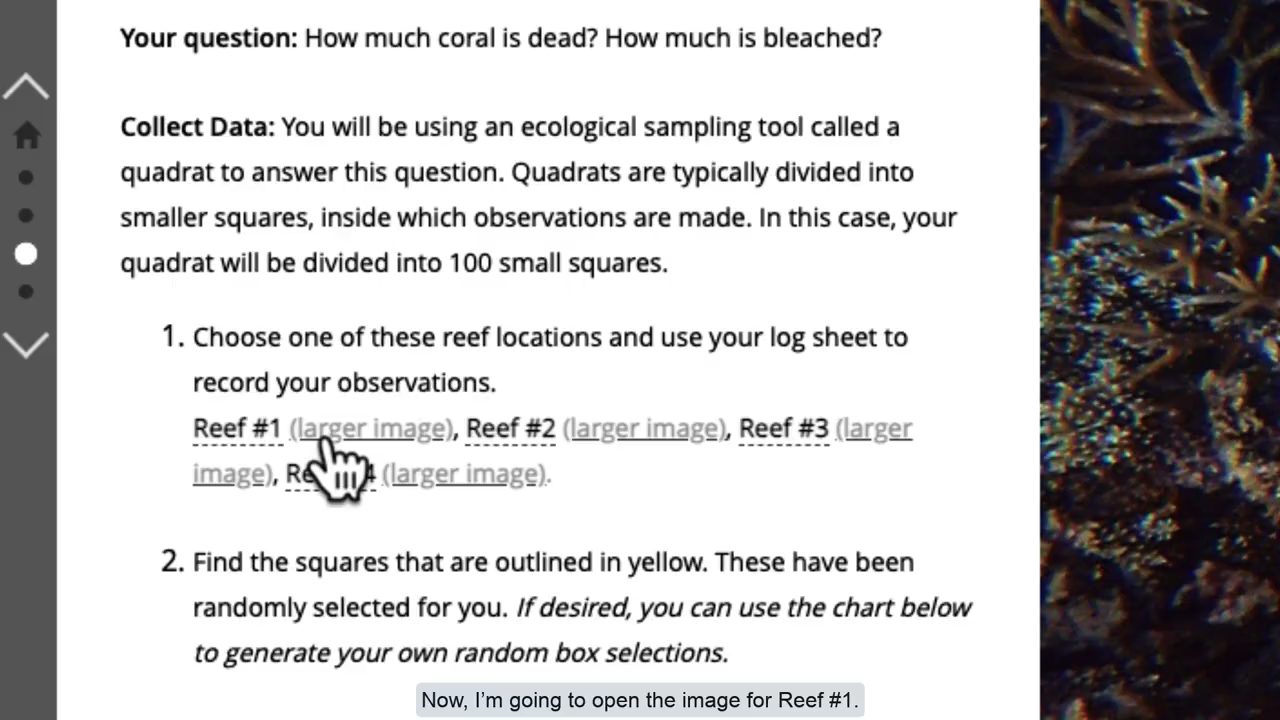 Your question: How much coral is dead? How much is bleached?
Collect Data: You will be using an ecological sampling tool called a
quadrat to answer this question. Quadrats are typically divided into
smaller squares, inside which observations are made. In this case, your
quadrat will be divided into 100 small squares.
1. Choose one of these reef locations and use your log sheet to
record your observations.
Reef #1 (larger image), Reef #2 (larger image), Reef #3 (larger
image), (larger image).
2. Find the squares that are outlined in yellow. These have been
randomly selected for you. If desired, you can use the chart below
to generate your own random box selections.
Now, I’m going to open the image for Reef #1.